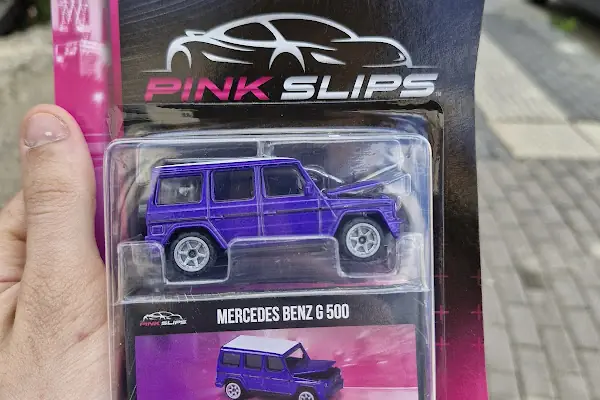 PINK SLIPS
MERCEDES BENZ G 500
PINK SLIPS